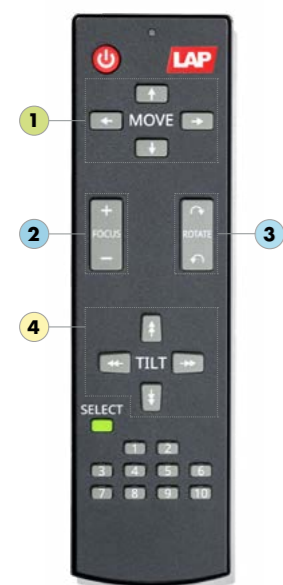 LAP
1
MOVE
2
+
FOCUS
−
ROTATE
3
4
TILT
SELECT
1 2
3 4 5 6
7 8 9 10